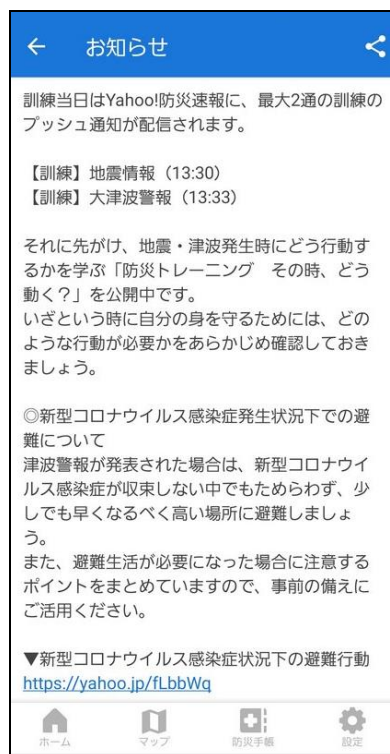 お知らせ
訓練当日はYahoo!防災速報に、最大2通の訓練の
プッシュ通知が配信されます。
【訓練】地震情報（13:30）
【訓練】大津波警報（13:33）
それに先がけ、地震・津波発生時にどう行動す
るかを学ぶ「防災トレーニング　その時、どう
動く？」を公開中です。
いざという時に自分の身を守るためには、どの
ような行動が必要かをあらかじめ確認しておき
ましょう。
◎新型コロナウイルス感染症発生状況下での避
難について
津波警報が発表された場合は、新型コロナウイ
ルス感染症が収束しない中でもためらわず、少
しでも早くなるべく高い場所に避難しましょ
う。
また、避難生活が必要になった場合に注意する
ポイントをまとめていますので、事前の備えに
ご活用ください。
▼新型コロナウイルス感染症状況下の避難行動
https://yahoo.jp/fLbbWq
ホーム　マップ　防災手帳　設定